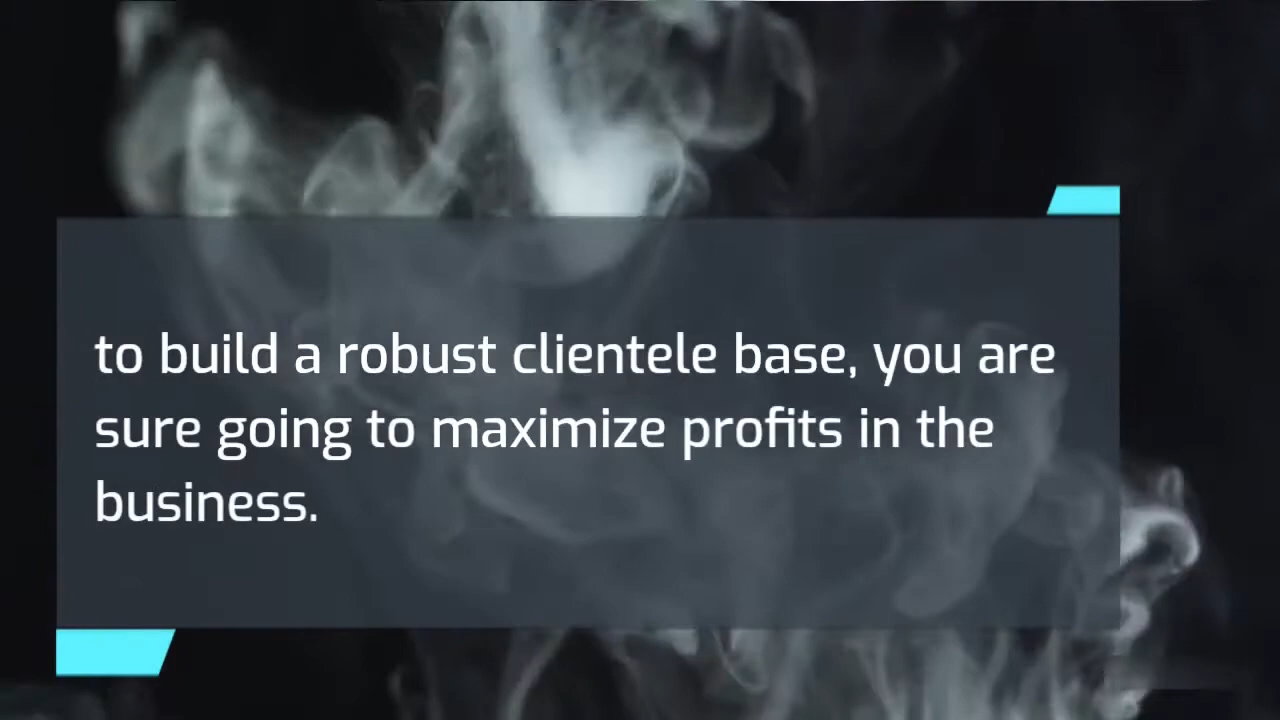 to build a robust clientele base, you are
sure going to maximize profits in the
business.